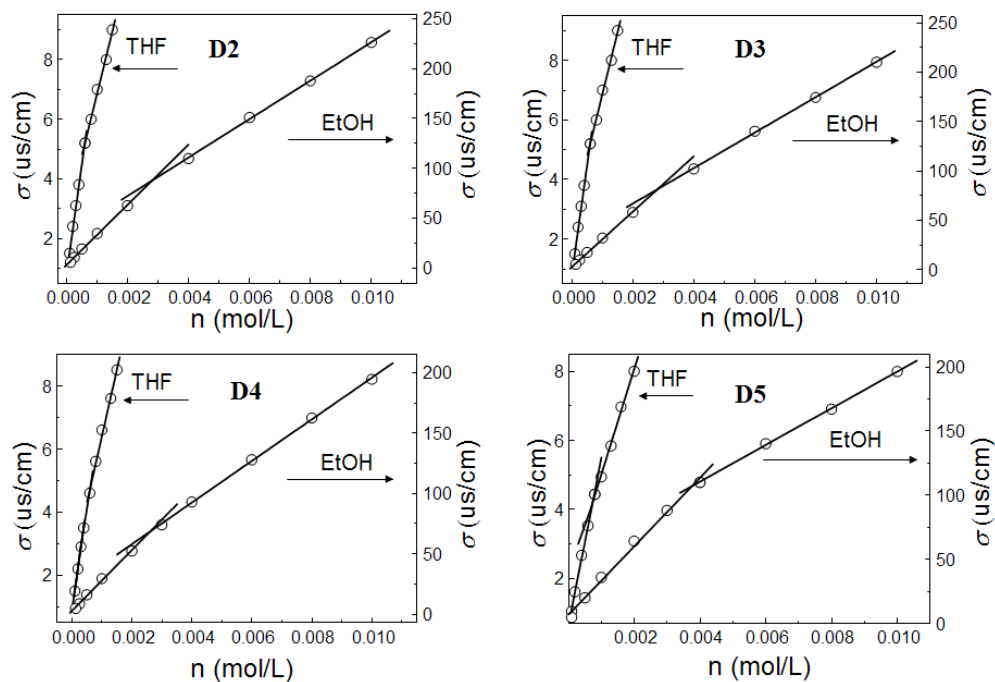 D2
THF
EtOH
σ (us/cm)
8
6
4
2
250
200
150
100
50
0
σ (us/cm)
0.000 0.002 0.004 0.006 0.008 0.010
n (mol/L)
D3
THF
EtOH
σ (us/cm)
8
6
4
2
250
200
150
100
50
0
σ (us/cm)
0.000 0.002 0.004 0.006 0.008 0.010
n (mol/L)
D4
THF
EtOH
σ (us/cm)
8
6
4
2
200
150
100
50
0
σ (us/cm)
0.000 0.002 0.004 0.006 0.008 0.010
n (mol/L)
D5
THF
EtOH
σ (us/cm)
8
6
4
2
200
150
100
50
0
σ (us/cm)
0.002 0.004 0.006 0.008 0.010
n (mol/L)